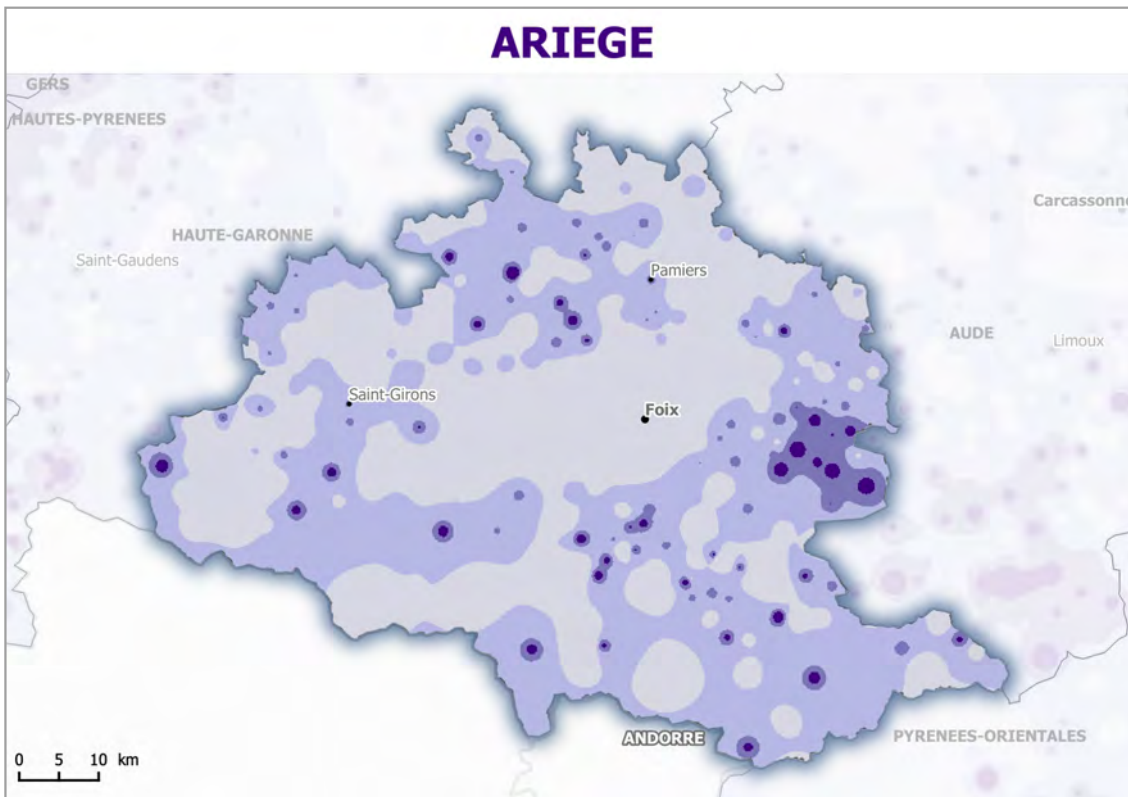 ARIEGE
GERS
HAUTES-PYRENEES
Carcassonne
HAUTE-GARONNE
Saint-Gaudens
Pamiers
AUDE
Limoux
Saint-Girons
Foix
ANDORRE
PYRENEES-ORIENTALES
0 5 10 km